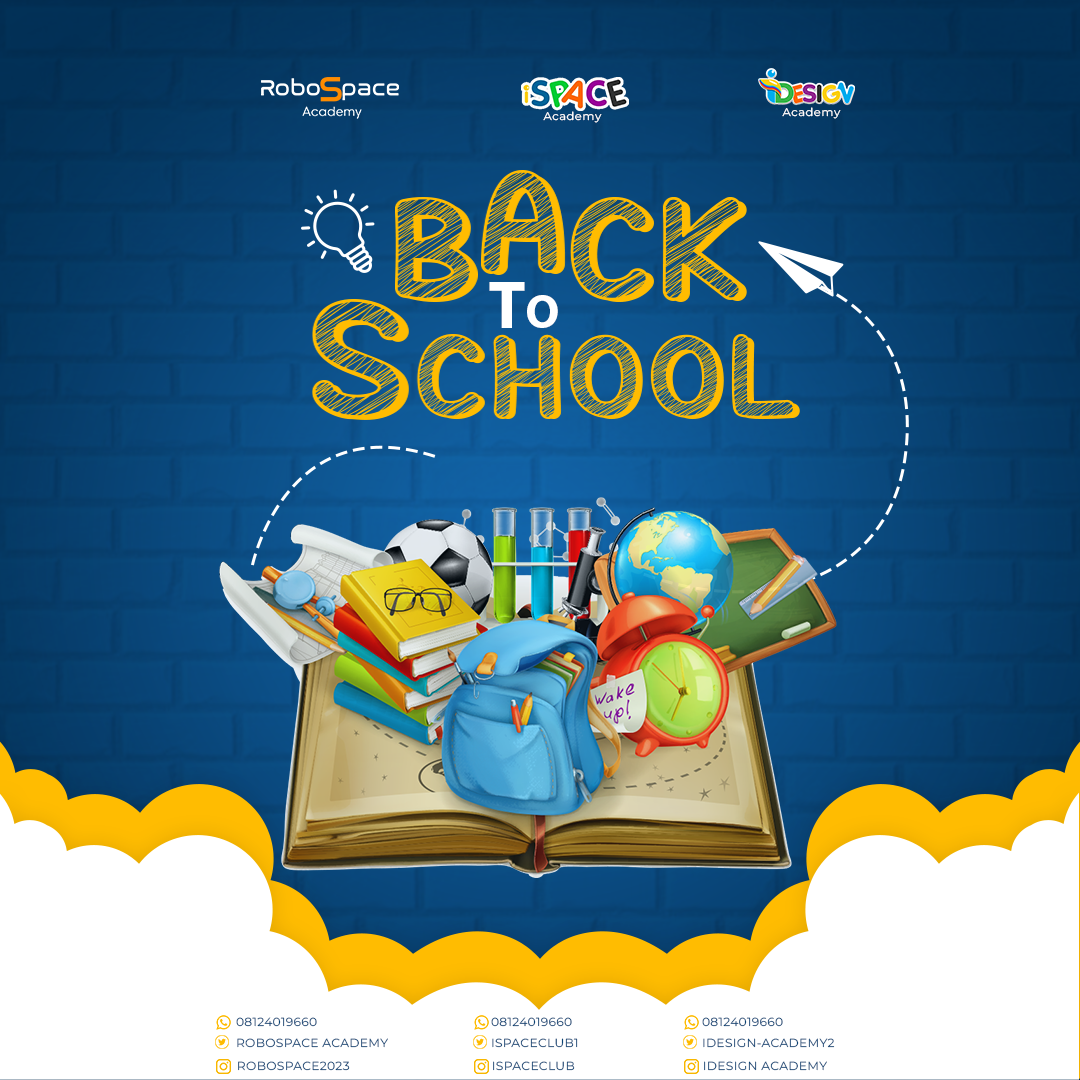 RoboSpace
Academy
iSPACE
Academy
iDESIGN
Academy
BACK
To
SCHOOL
Wake
up!
08124019660
ROBOSPACE ACADEMY
ROBOSPACE2023
08124019660
ISPACECLUB1
ISPACECLUB
08124019660
IDESIGN-ACADEMY2
IDESIGN ACADEMY